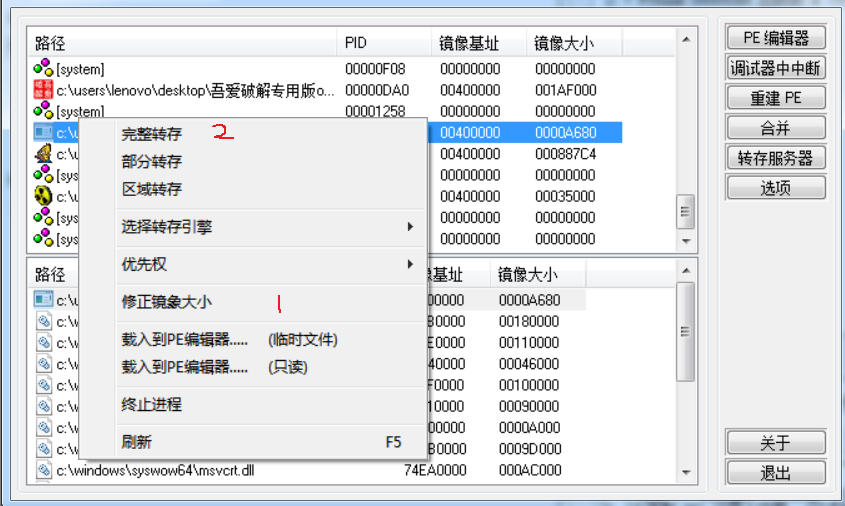 路径 PID 镜像基址 镜像大小
[system] 00000F08 00000000 00000000
c:\users\lenovo\desktop\吾爱破解专用版o... 00000DA0 00400000 001AF000
[system] 00001258 00000000 00000000
c:\u 00400000 0000A680
c:\u 00400000 000887C4
[sys 00000000 00000000
c:\u 00400000 00035000
[sys 00000000 00000000
[sys 00000000 00000000
完整转存 2
部分转存
区域转存
选择转存引擎
优先权
修正镜象大小 1
载入到PE编辑器..... (临时文件)
载入到PE编辑器..... (只读)
终止进程
刷新 F5
路径 基址 镜像大小
c:\u 00000 0000A680
c:\w 0000 00180000
c:\w 0000 00110000
c:\w 0000 00046000
c:\w 0000 00100000
c:\w 0000 00090000
c:\w 0000 0000A000
c:\w 0000 0009D000
c:\windows\syswow64\msvcrt.dll 74EA0000 000AC000
PE 编辑器
调试器中中断
重建 PE
合并
转存服务器
选项
关于
退出